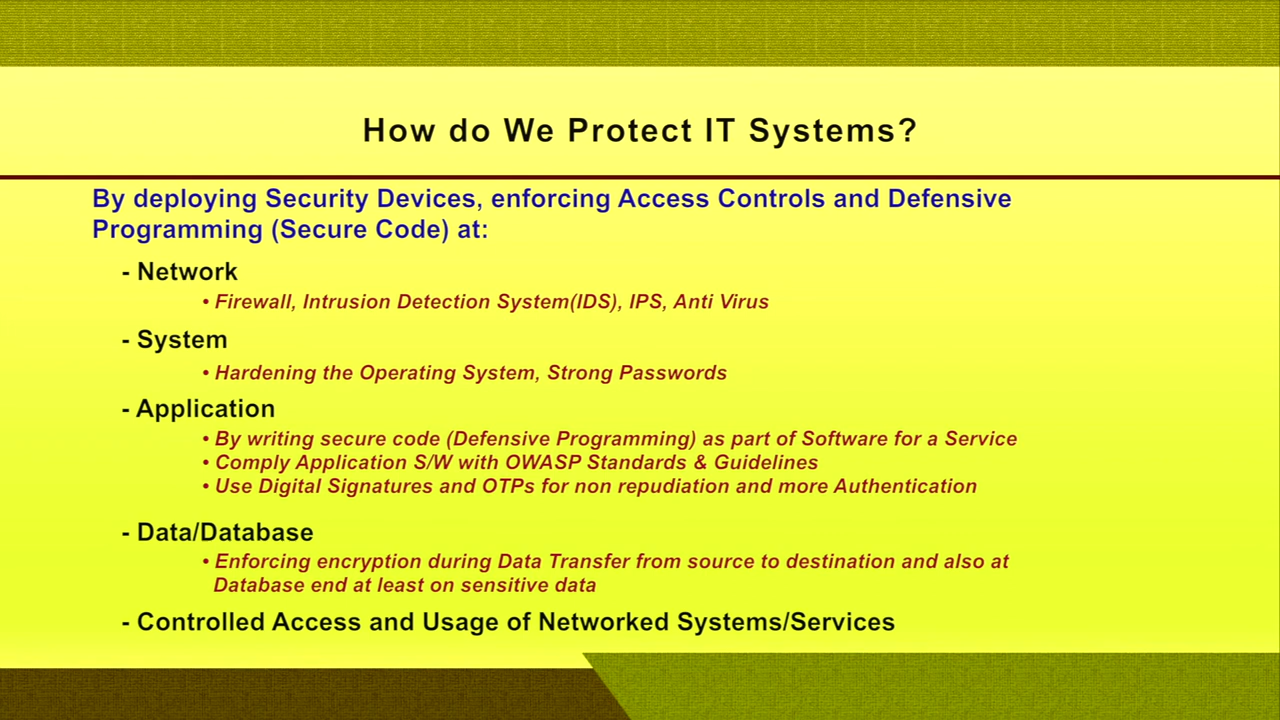 How do We Protect IT Systems?
By deploying Security Devices, enforcing Access Controls and Defensive
Programming (Secure Code) at:
- Network
• Firewall, Intrusion Detection System(IDS), IPS, Anti Virus
- System
• Hardening the Operating System, Strong Passwords
- Application
• By writing secure code (Defensive Programming) as part of Software for a Service
• Comply Application S/W with OWASP Standards & Guidelines
• Use Digital Signatures and OTPs for non repudiation and more Authentication
- Data/Database
• Enforcing encryption during Data Transfer from source to destination and also at
Database end at least on sensitive data
- Controlled Access and Usage of Networked Systems/Services